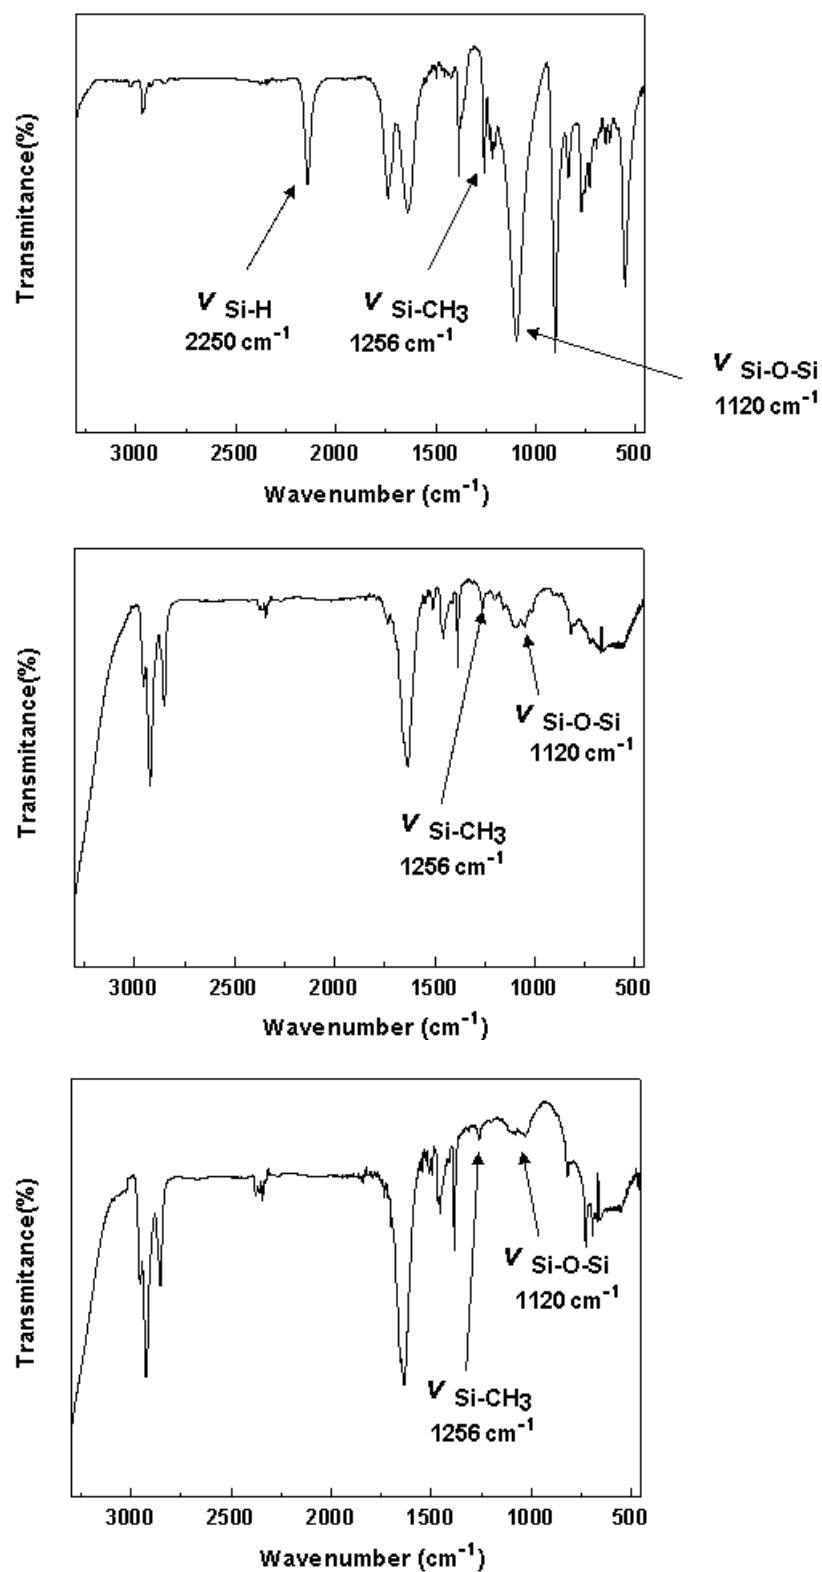 Transmitance(%)
ν Si-H
2250 cm-1
ν Si-CH3
1256 cm-1
ν Si-O-Si
1120 cm-1
3000 2500 2000 1500 1000 500
Wavenumber (cm-1)
Transmitance(%)
ν Si-O-Si
1120 cm-1
ν Si-CH3
1256 cm-1
3000 2500 2000 1500 1000 500
Wavenumber (cm-1)
Transmitance(%)
ν Si-O-Si
1120 cm-1
ν Si-CH3
1256 cm-1
3000 2500 2000 1500 1000 500
Wavenumber (cm-1)